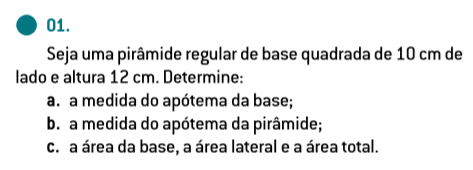 01.
Seja uma pirâmide regular de base quadrada de 10 cm de
lado e altura 12 cm. Determine:
a. a medida do apótema da base;
b. a medida do apótema da pirâmide;
c. a área da base, a área lateral e a área total.